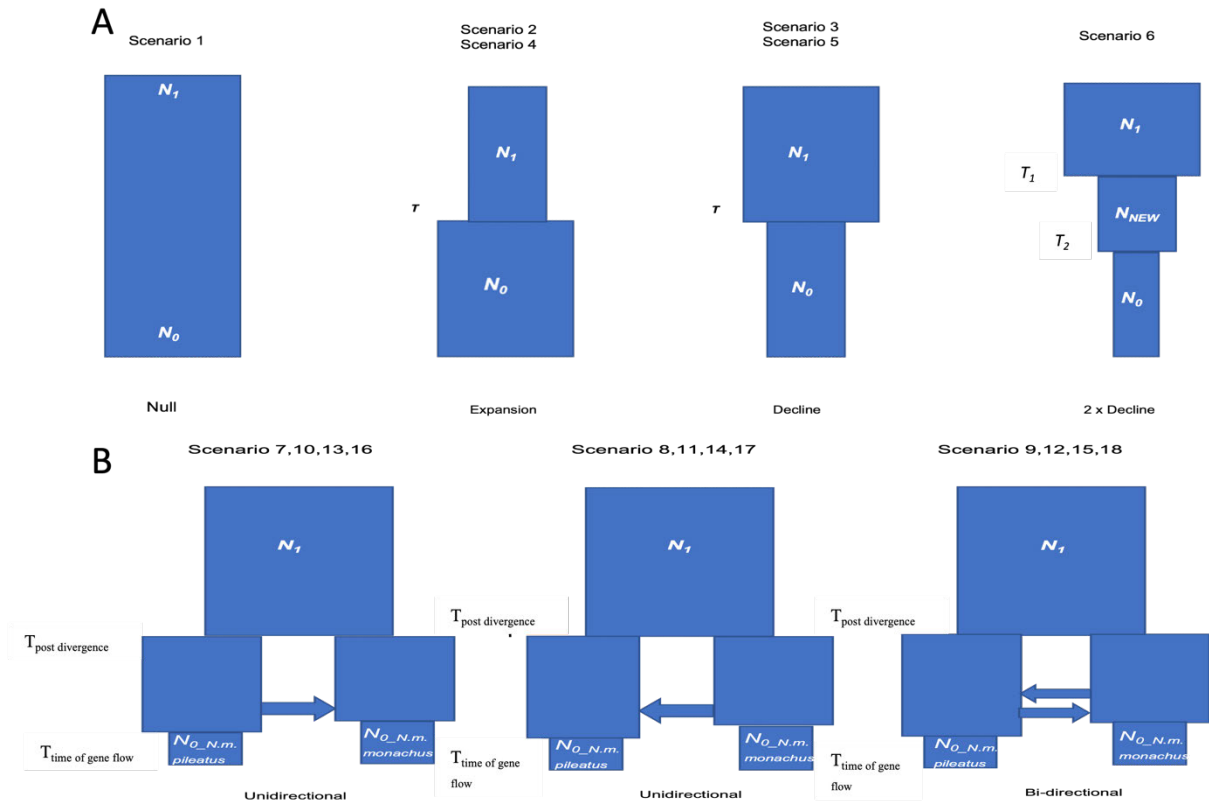 A
Scenario 1
Scenario 2
Scenario 4
Scenario 3
Scenario 5
Scenario 6
N1
N0
Null
T
N1
N0
Expansion
T
N1
N0
Decline
N1
T1
NNEW
T2
N0
2 x Decline
B
Scenario 7,10,13,16
N1
Tpost divergence
Ttime of gene flow
N0_N.m.
pileatus
N0_N.m.
monachus
Unidirectional
Scenario 8,11,14,17
N1
Tpost divergence
Ttime of gene
flow
N0_N.m.
pileatus
N0_N.m.
monachus
Unidirectional
Scenario 9,12,15,18
N1
Tpost divergence
Ttime of gene
flow
N0_N.m.
pileatus
N0_N.m.
monachus
Bi-directional